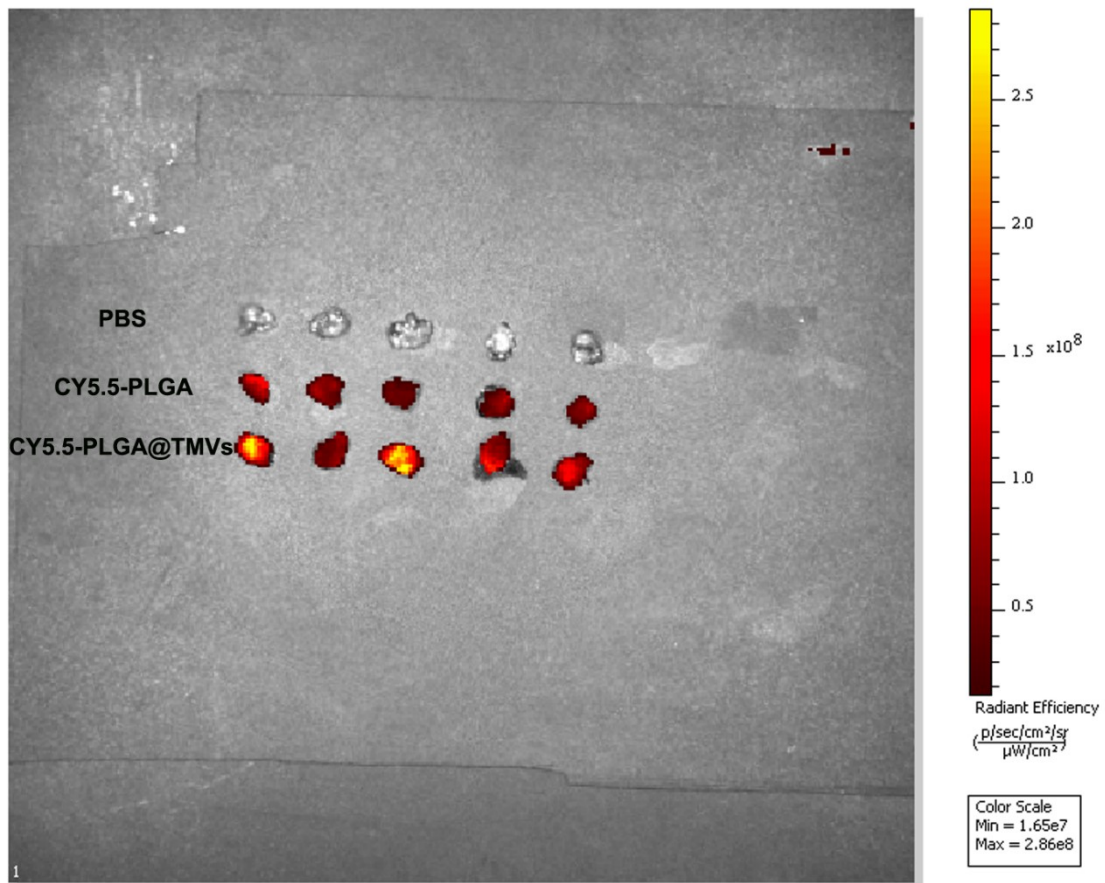 2.5
2.0
PBS
1.5 x10⁸
CY5.5-PLGA
CY5.5-PLGA@TMVs
1.0
0.5
Radiant Efficiency
(p/sec/cm²/sr
µW/cm²)
Color Scale
Min = 1.65e7
Max = 2.86e8
1